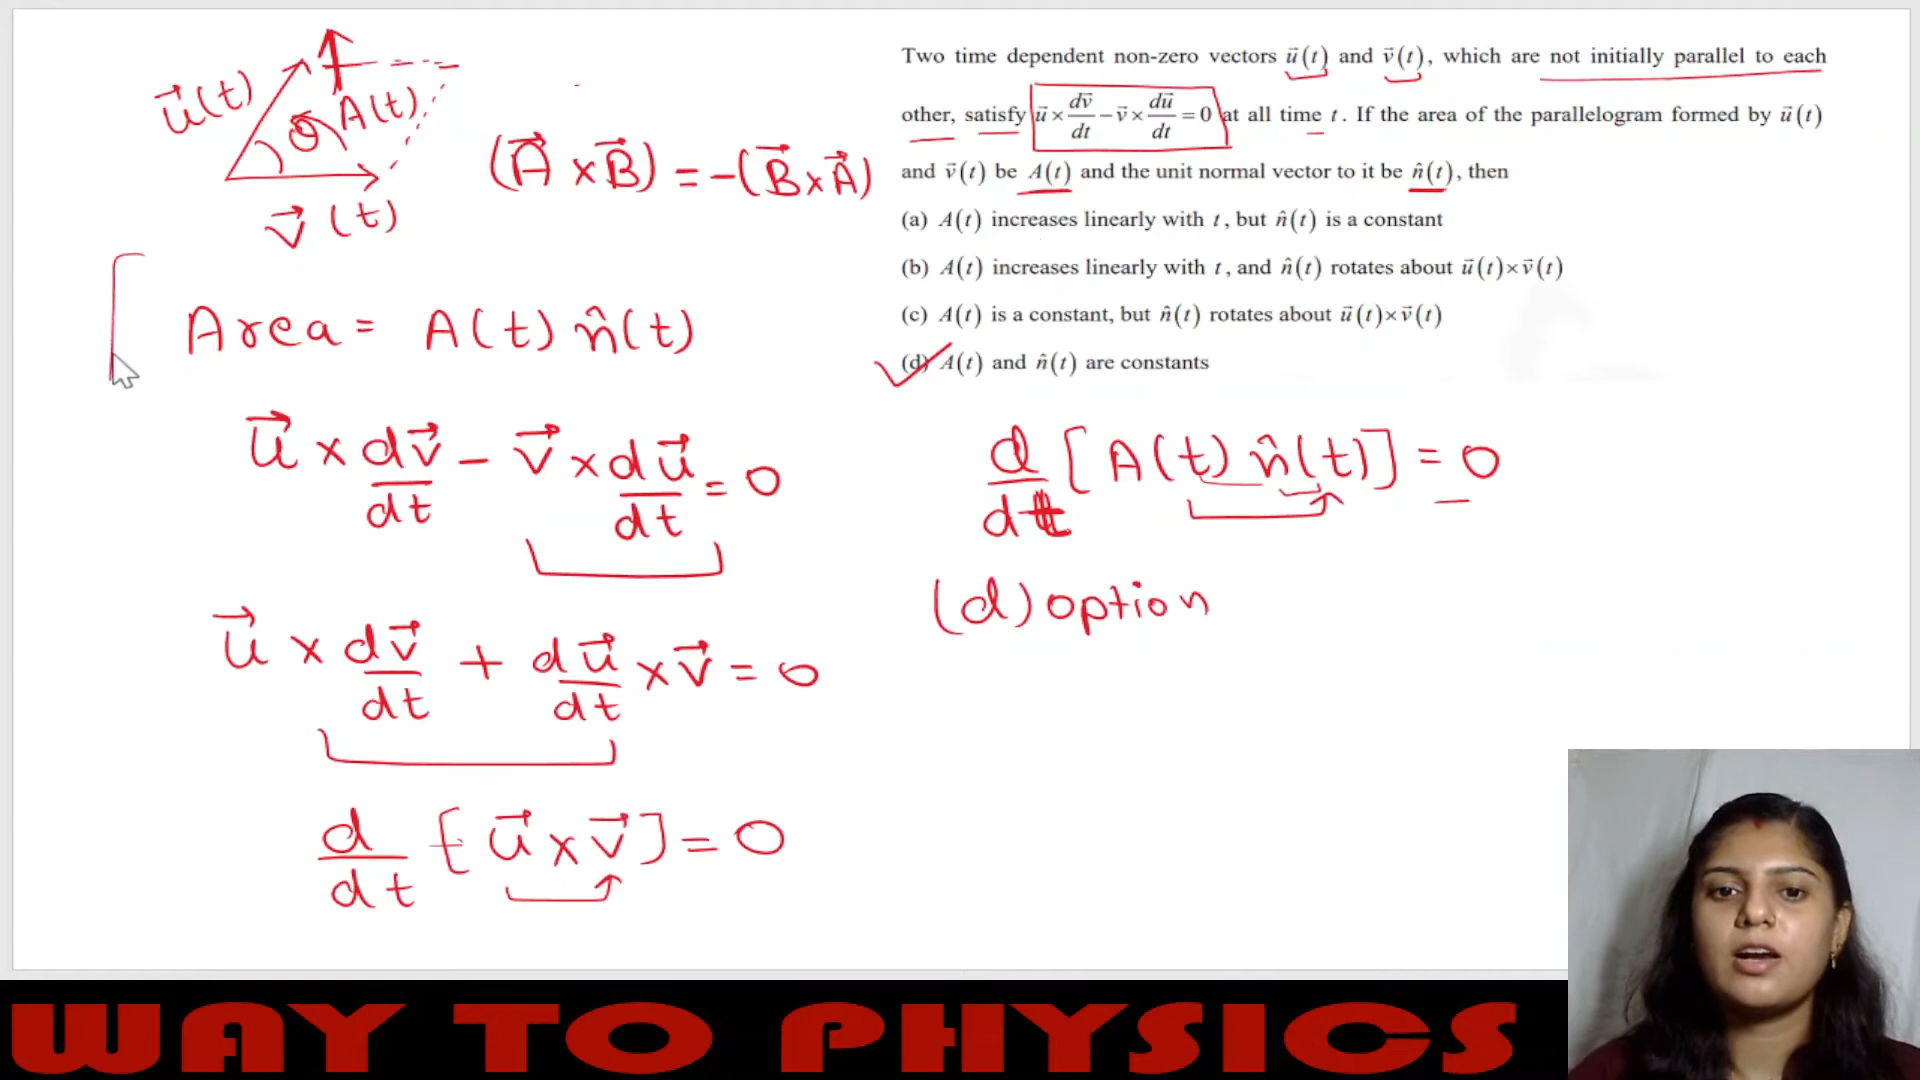 Two time dependent non-zero vectors u⃗(t) and v⃗(t), which are not initially parallel to each
other, satisfy u⃗ × dv⃗/dt − v⃗ × du⃗/dt = 0 at all time t. If the area of the parallelogram formed by u⃗(t)
and v⃗(t) be A(t) and the unit normal vector to it be n̂(t), then
(a) A(t) increases linearly with t, but n̂(t) is a constant
(b) A(t) increases linearly with t, and n̂(t) rotates about u⃗(t)×v⃗(t)
(c) A(t) is a constant, but n̂(t) rotates about u⃗(t)×v⃗(t)
(d) A(t) and n̂(t) are constants
u⃗(t)
A(t)
θ
v⃗(t)
(A⃗ × B⃗) = −(B⃗ × A⃗)
Area = A(t) n̂(t)
u⃗ × dv⃗/dt − v⃗ × du⃗/dt = 0
u⃗ × dv⃗/dt + du⃗/dt × v⃗ = 0
d/dt [u⃗ × v⃗] = 0
d/dt [A(t) n̂(t)] = 0
(d) option
WAY TO PHYSICS